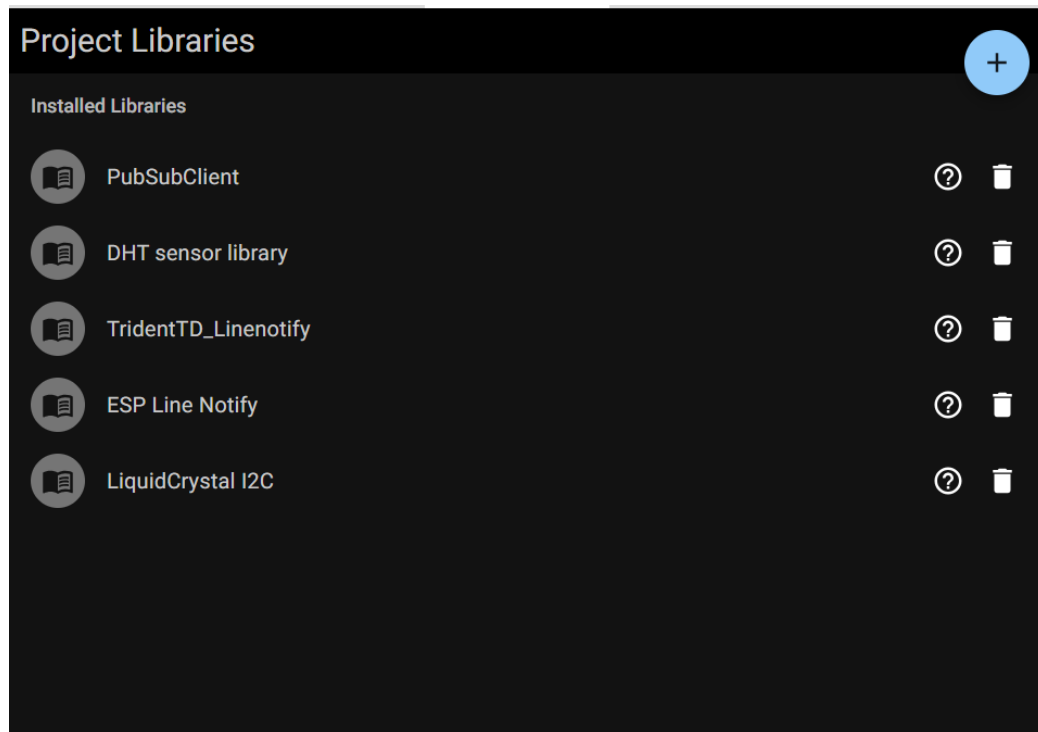 Project Libraries
+
Installed Libraries
PubSubClient
DHT sensor library
TridentTD_Linenotify
ESP Line Notify
LiquidCrystal I2C